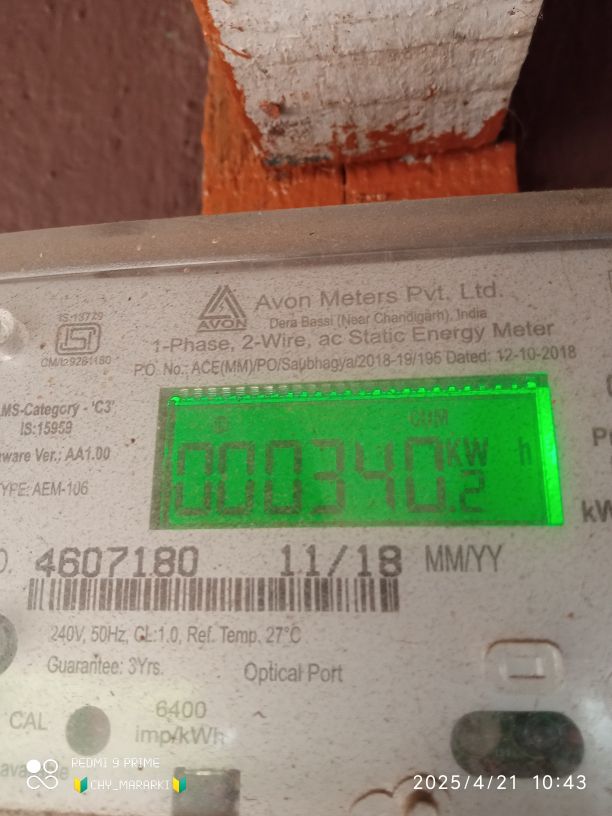 IS:13779
AVON
Avon Meters Pvt. Ltd.
Dera Bassi (Near Chandigarh), India
1-Phase, 2-Wire, ac Static Energy Meter
P.O. No.: ACE(MM)/PO/Saubhagya/2018-19/195 Dated: 12-10-2018
MS-Category - 'C3'
IS:15959
ware Ver.; AA1.00
YPE: AEM-106
CUM
000340.2
KW h
4607180 11/18 MM/YY
240V, 50Hz, CL:1.0, Ref. Temp. 27°C
Guarantee: 3Yrs.
Optical Port
CAL
6400
imp/kWh
REDMI 9 PRIME
CHY_MARARKI
2025/4/21 10:43